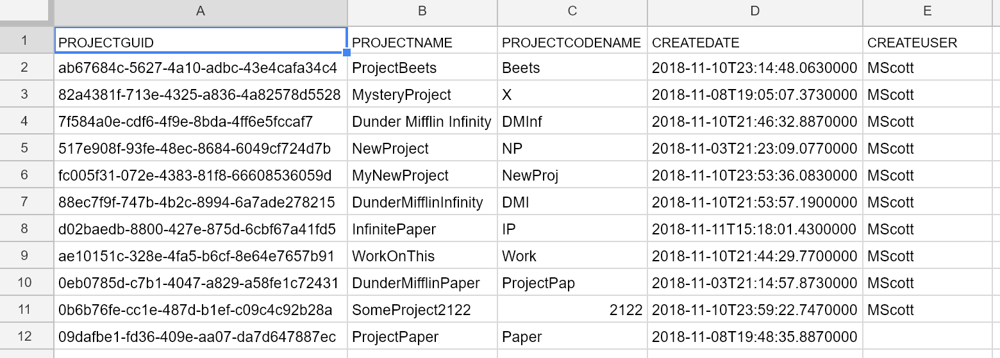 A B C D E
1 PROJECTGUID PROJECTNAME PROJECTCODENAME CREATEDATE CREATEUSER
2 ab67684c-5627-4a10-adbc-43e4cafa34c4 ProjectBeets Beets 2018-11-10T23:14:48.0630000 MScott
3 82a4381f-713e-4325-a836-4a82578d5528 MysteryProject X 2018-11-08T19:05:07.3730000 MScott
4 7f584a0e-cdf6-4f9e-8bda-4ff6e5fccaf7 Dunder Mifflin Infinity DMInf 2018-11-10T21:46:32.8870000 MScott
5 517e908f-93fe-48ec-8684-6049cf724d7b NewProject NP 2018-11-03T21:23:09.0770000 MScott
6 fc005f31-072e-4383-81f8-66608536059d MyNewProject NewProj 2018-11-10T23:53:36.0830000 MScott
7 88ec7f9f-747b-4b2c-8994-6a7ade278215 DunderMifflinInfinity DMI 2018-11-10T21:53:57.1900000 MScott
8 d02baedb-8800-427e-875d-6cbf67a41fd5 InfinitePaper IP 2018-11-11T15:18:01.4300000 MScott
9 ae10151c-328e-4fa5-b6cf-8e64e7657b91 WorkOnThis Work 2018-11-10T21:44:29.7700000 MScott
10 0eb0785d-c7b1-4047-a829-a58fe1c72431 DunderMifflinPaper ProjectPap 2018-11-03T21:14:57.8730000 MScott
11 0b6b76fe-cc1e-487d-b1ef-c09c4c92b28a SomeProject2122 2122 2018-11-10T23:59:22.7470000 MScott
12 09dafbe1-fd36-409e-aa07-da7d647887ec ProjectPaper Paper 2018-11-08T19:48:35.8870000